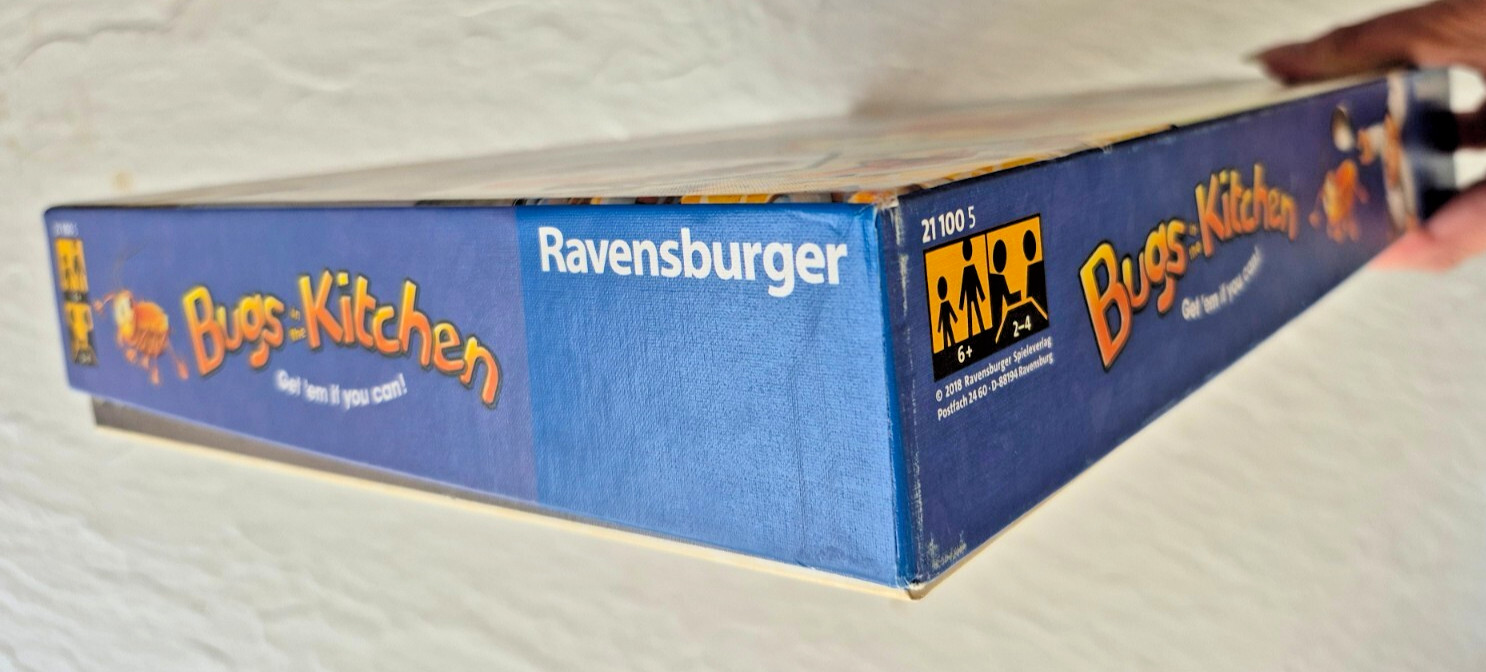 Bugs in the Kitchen
Get 'em if you can!
Ravensburger
21 100 5
6+
2–4
© 2018 Ravensburger Spieleverlag
Postfach 24 60 · D-88194 Ravensburg
Bugs in the Kitchen
Get 'em if you can!